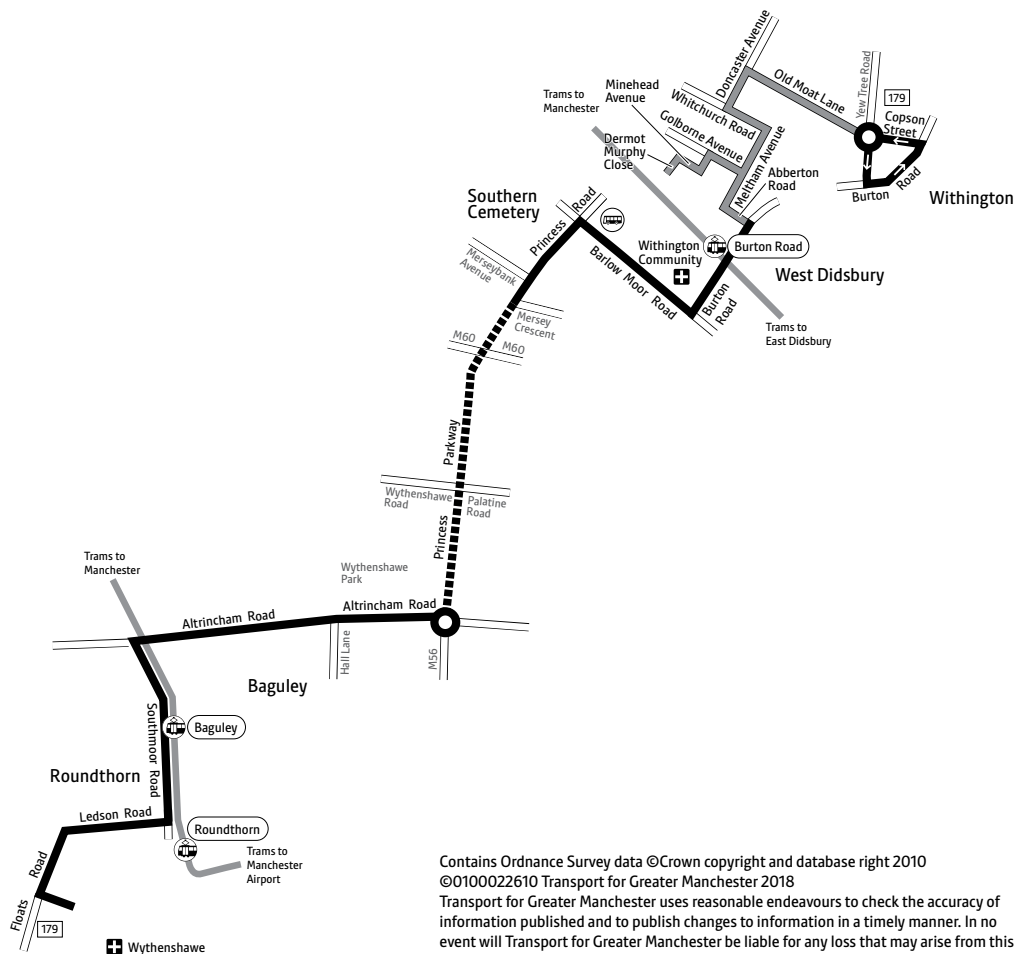 Doncaster Avenue
Old Moat Lane
Yew Tree Road
179
Copson
Street
Minehead
Avenue
Trams to
Manchester
Whitchurch Road
Golborne Avenue
Dermot
Murphy
Close
Meltham Avenue
Abberton
Road
Burton Road
Withington
Southern
Cemetery
Princess Road
Merseybank
Avenue
Barlow Moor Road
Withington
Community
Burton Road
West Didsbury
Burton
Road
Mersey
Crescent
M60
M60
Trams to
East Didsbury
Princess Parkway
Wythenshawe
Road
Palatine
Road
Trams to
Manchester
Wythenshawe
Park
Altrincham Road
Altrincham Road
Hall Lane
M56
Baguley
Southmoor Road
Baguley
Roundthorn
Ledson Road
Roundthorn
Trams to
Manchester
Airport
Floats Road
179
Wythenshawe
Contains Ordnance Survey data ©Crown copyright and database right 2010
©0100022610 Transport for Greater Manchester 2018
Transport for Greater Manchester uses reasonable endeavours to check the accuracy of
information published and to publish changes to information in a timely manner. In no
event will Transport for Greater Manchester be liable for any loss that may arise from this